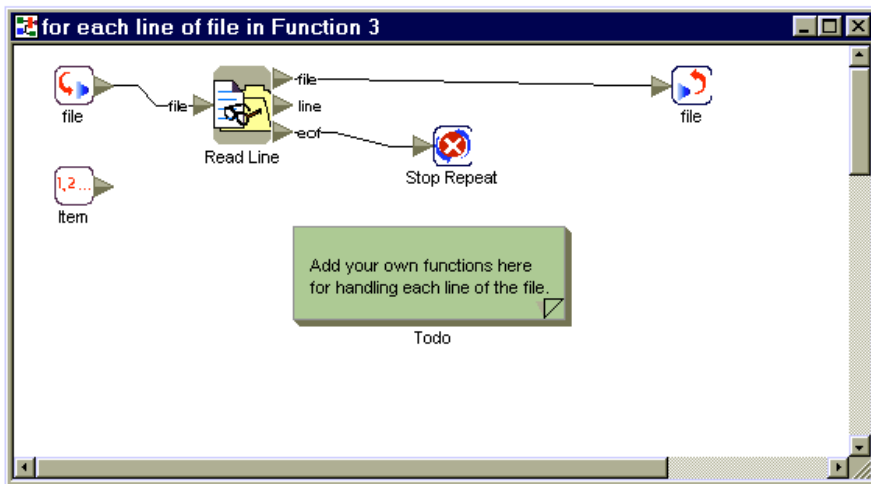 for each line of file in Function 3
file
file
file
line
eof
Read Line
Stop Repeat
file
1,2...
Item
Add your own functions here
for handling each line of the file.
Todo